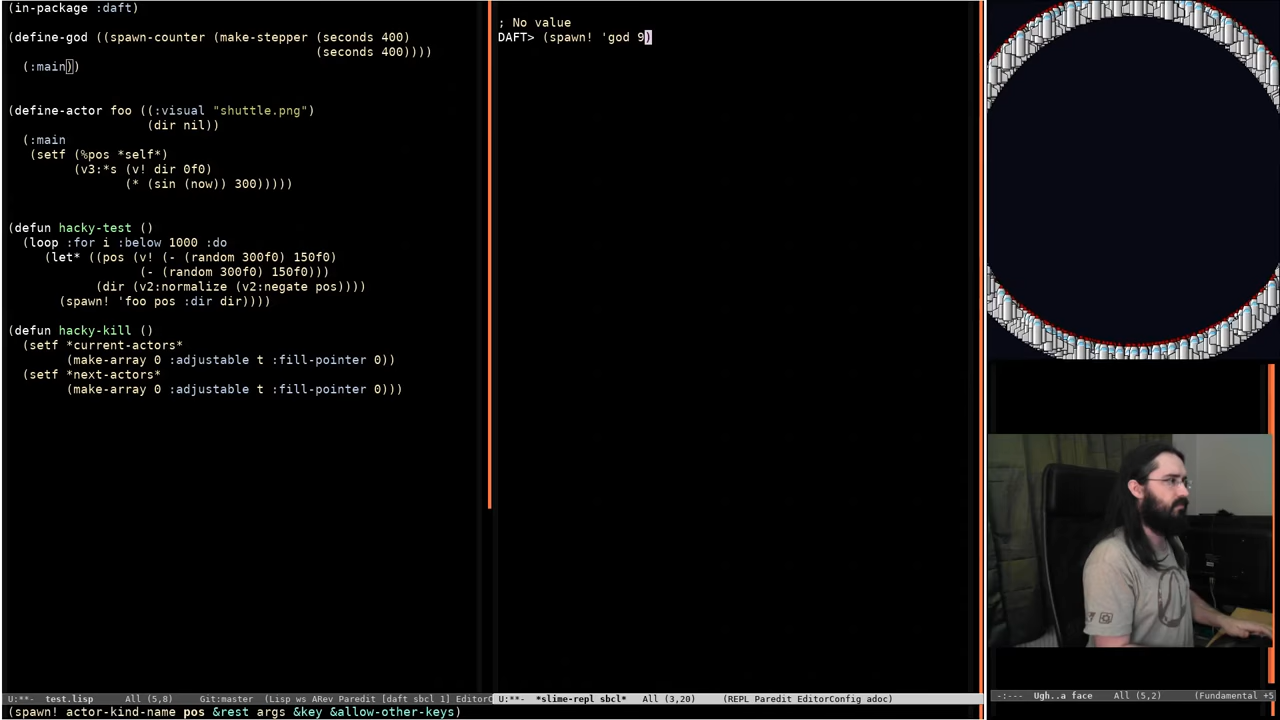 (in-package :daft)
(define-god ((spawn-counter (make-stepper (seconds 400)
(seconds 400))))
(:main))
(define-actor foo ((:visual "shuttle.png")
(dir nil))
(:main
(setf (%pos *self*)
(v3:*s (v! dir 0f0)
(* (sin (now)) 300)))))
(defun hacky-test ()
(loop :for i :below 1000 :do
(let* ((pos (v! (- (random 300f0) 150f0)
(- (random 300f0) 150f0)))
(dir (v2:normalize (v2:negate pos))))
(spawn! 'foo pos :dir dir))))
(defun hacky-kill ()
(setf *current-actors*
(make-array 0 :adjustable t :fill-pointer 0))
(setf *next-actors*
(make-array 0 :adjustable t :fill-pointer 0)))
U:**- test.lisp All (5,8) Git:master (Lisp ws ARev Paredit [daft sbcl 1] EditorC
; No value
DAFT> (spawn! 'god 9)
U:**- *slime-repl sbcl* All (3,20) (REPL Paredit EditorConfig adoc)
-:--- Ugh..a face All (5,2) (Fundamental +5
(spawn! actor-kind-name pos &rest args &key &allow-other-keys)